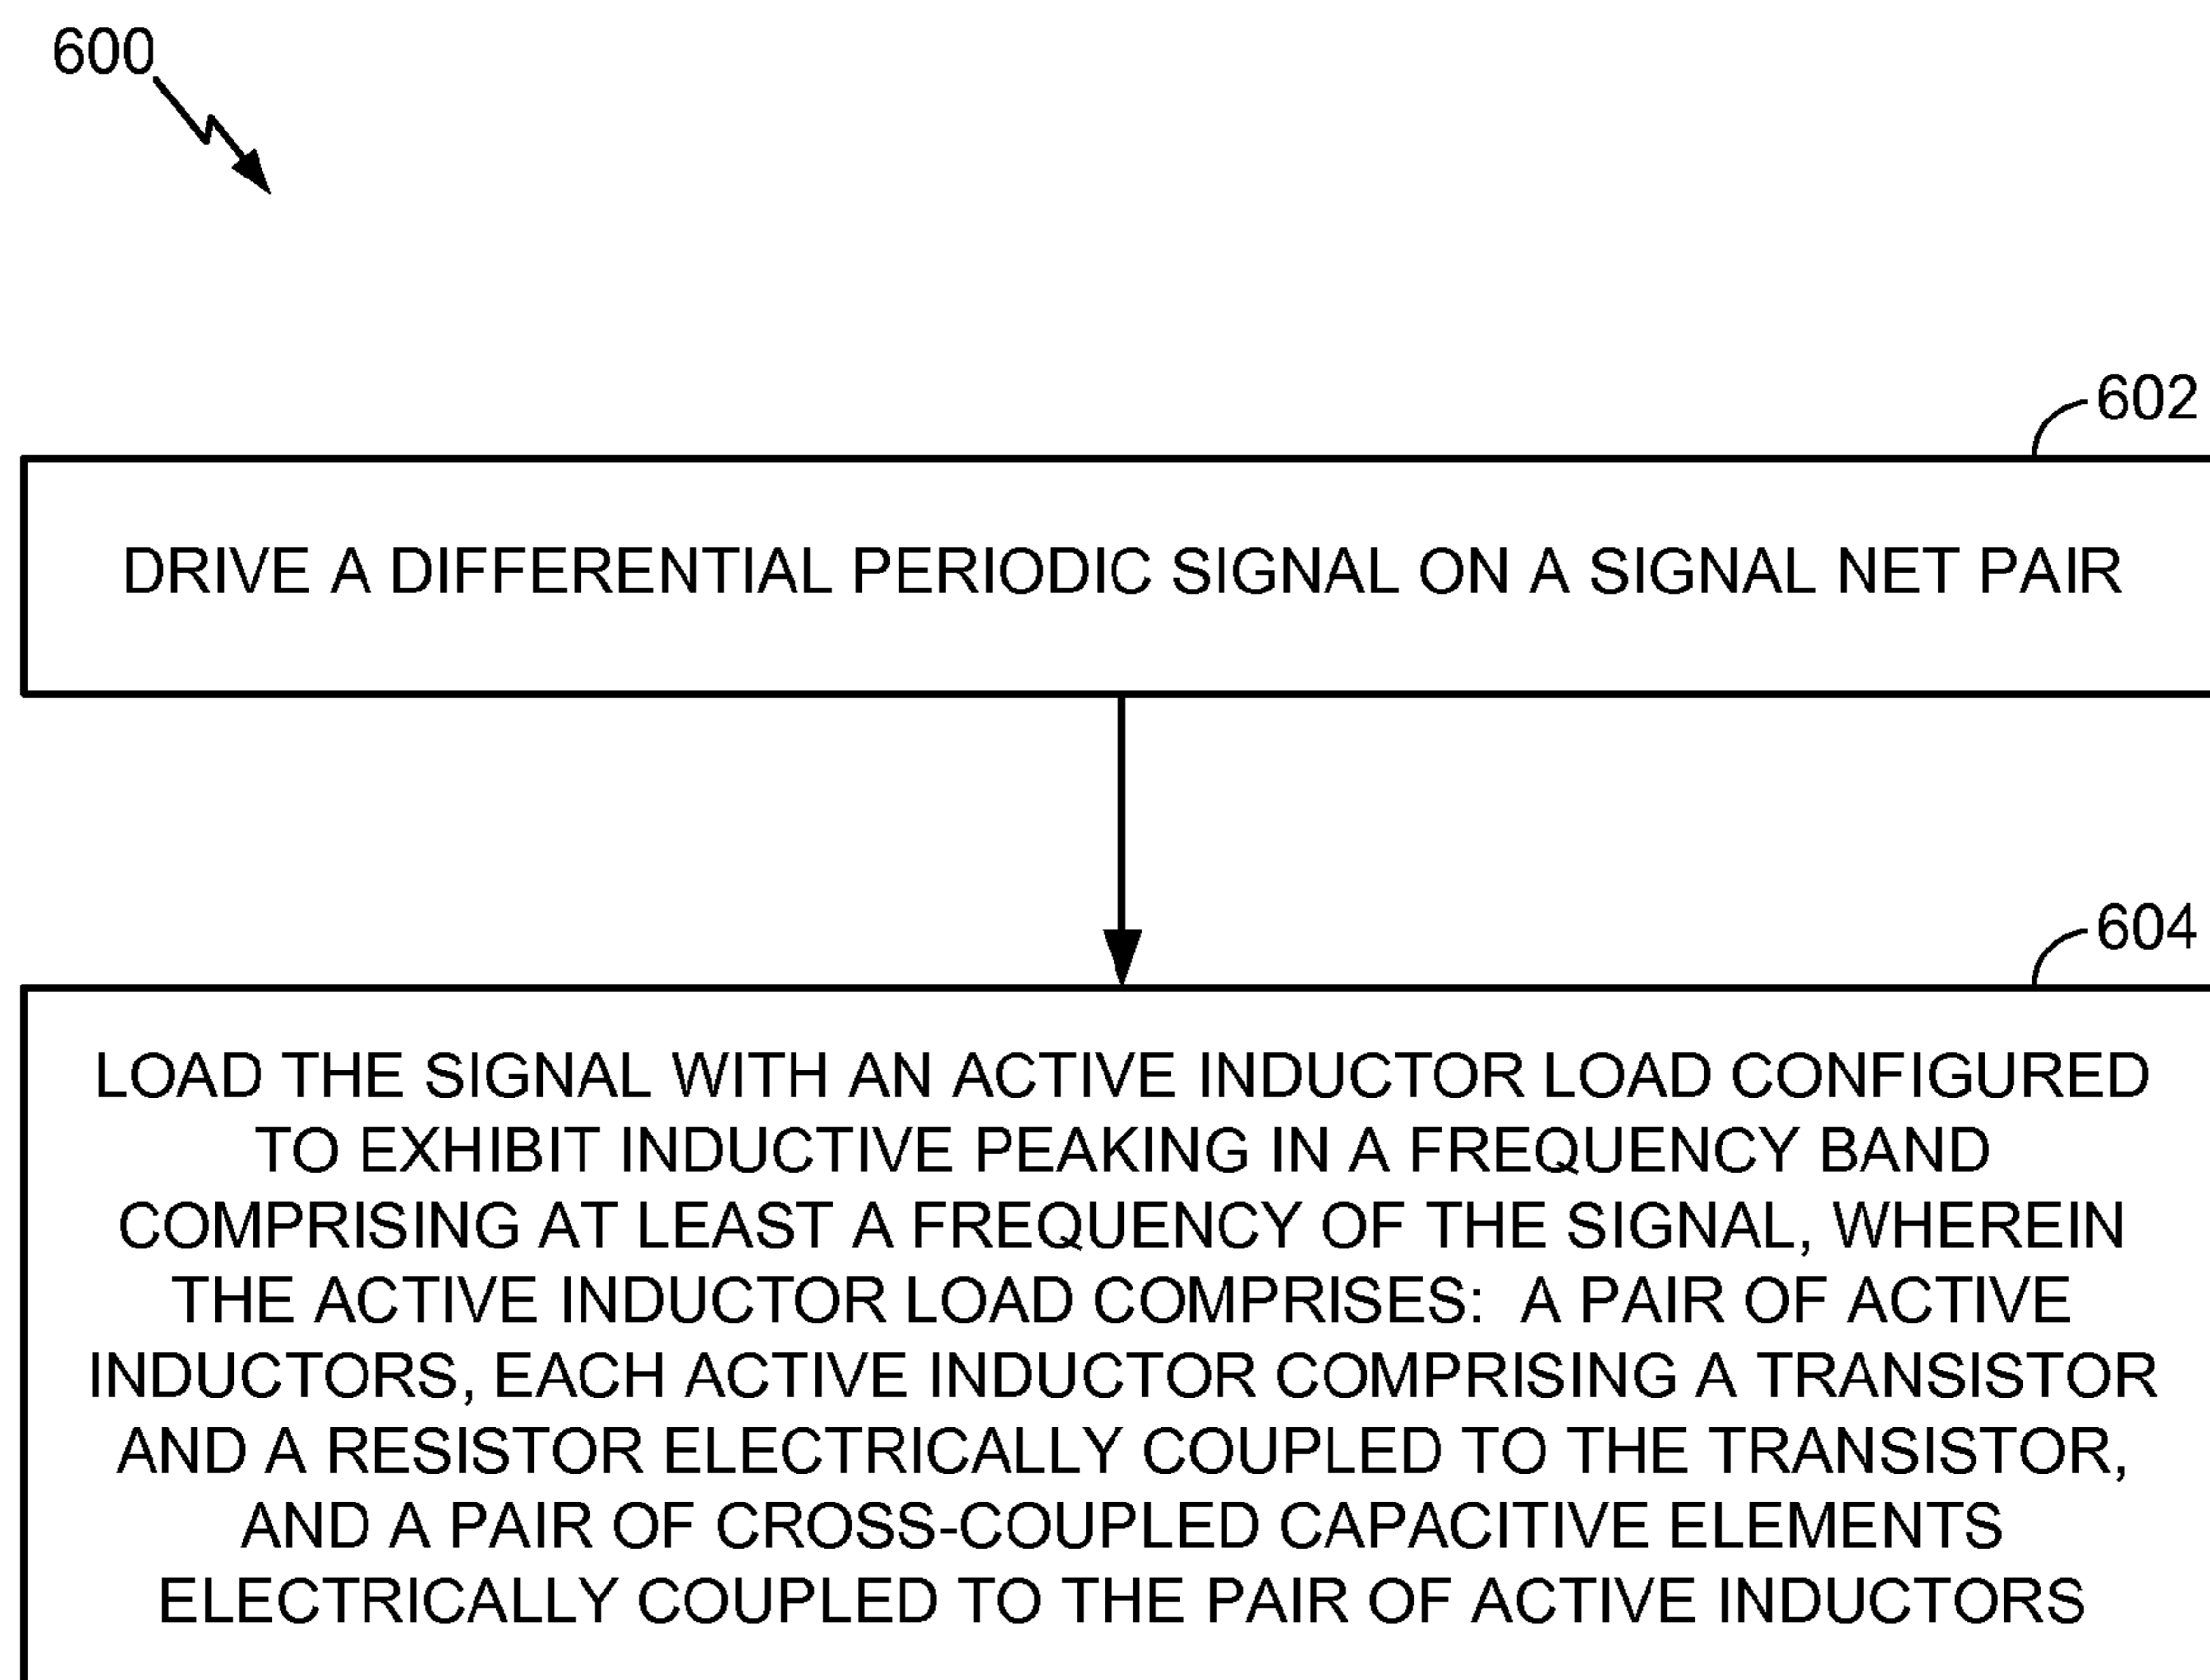 600
602
DRIVE A DIFFERENTIAL PERIODIC SIGNAL ON A SIGNAL NET PAIR
604
LOAD THE SIGNAL WITH AN ACTIVE INDUCTOR LOAD CONFIGURED
TO EXHIBIT INDUCTIVE PEAKING IN A FREQUENCY BAND
COMPRISING AT LEAST A FREQUENCY OF THE SIGNAL, WHEREIN
THE ACTIVE INDUCTOR LOAD COMPRISES: A PAIR OF ACTIVE
INDUCTORS, EACH ACTIVE INDUCTOR COMPRISING A TRANSISTOR
AND A RESISTOR ELECTRICALLY COUPLED TO THE TRANSISTOR,
AND A PAIR OF CROSS-COUPLED CAPACITIVE ELEMENTS
ELECTRICALLY COUPLED TO THE PAIR OF ACTIVE INDUCTORS